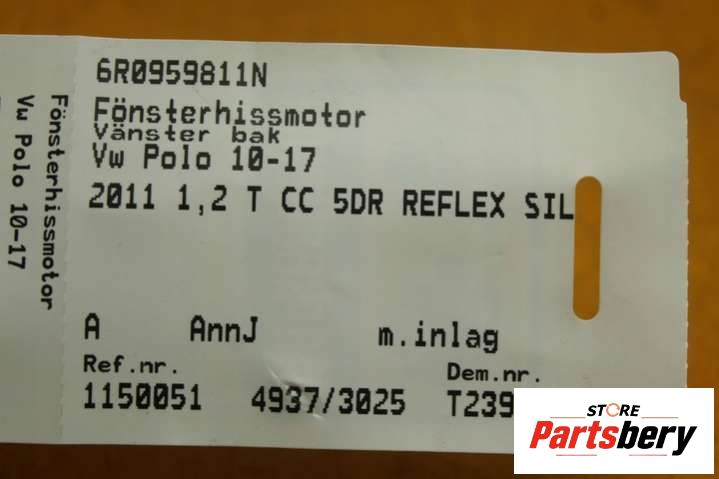 6R0959811N
Fönsterhissmotor
Vänster bak
Vw Polo 10-17
2011 1,2 T CC 5DR REFLEX SIL
A AnnJ m.inlag
Ref.nr. Dem.nr.
1150051 4937/3025 T239
Fönsterhissmotor
Vw Polo 10-17
STORE
Partsbery